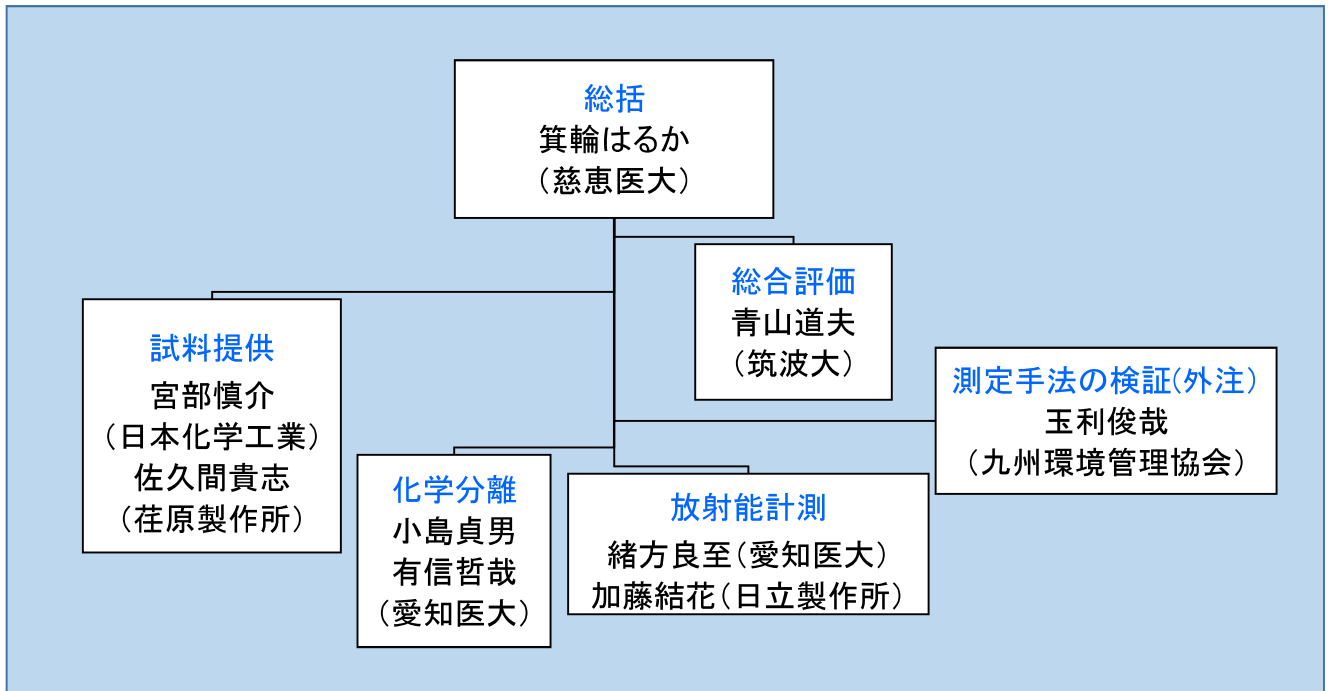 総括
箕輪はるか
（慈恵医大）
総合評価
青山道夫
（筑波大）
試料提供
宮部慎介
（日本化学工業）
佐久間貴志
（荏原製作所）
測定手法の検証（外注）
玉利俊哉
（九州環境管理協会）
化学分離
小島貞男
有信哲哉
（愛知医大）
放射能計測
緒方良至（愛知医大）
加藤結花（日立製作所）